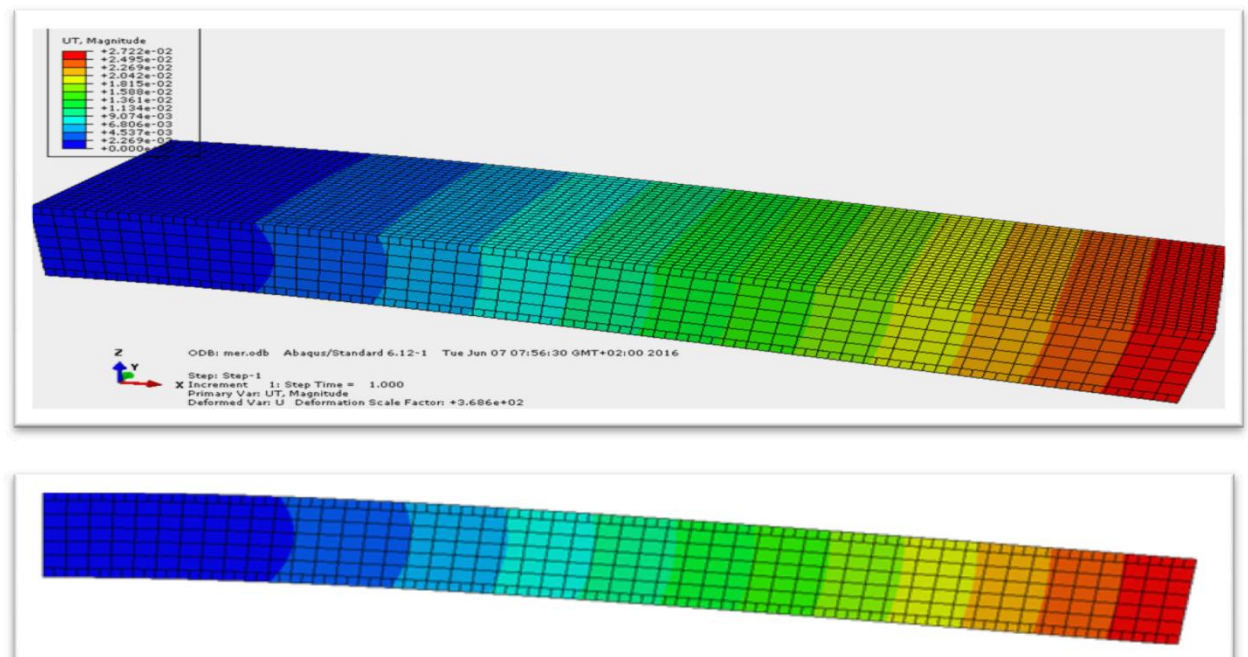 UT, Magnitude
+2.722e-02
+2.495e-02
+2.269e-02
+2.042e-02
+1.815e-02
+1.588e-02
+1.361e-02
+1.134e-02
+9.074e-03
+6.806e-03
+4.537e-03
+2.269e-03
+0.000e
Z
Y
X
ODB: mer.odb Abaqus/Standard 6.12-1 Tue Jun 07 07:56:30 GMT+02:00 2016
Step: Step-1
Increment 1: Step Time = 1.000
Primary Var: UT, Magnitude
Deformed Var: U Deformation Scale Factor: +3.686e+02